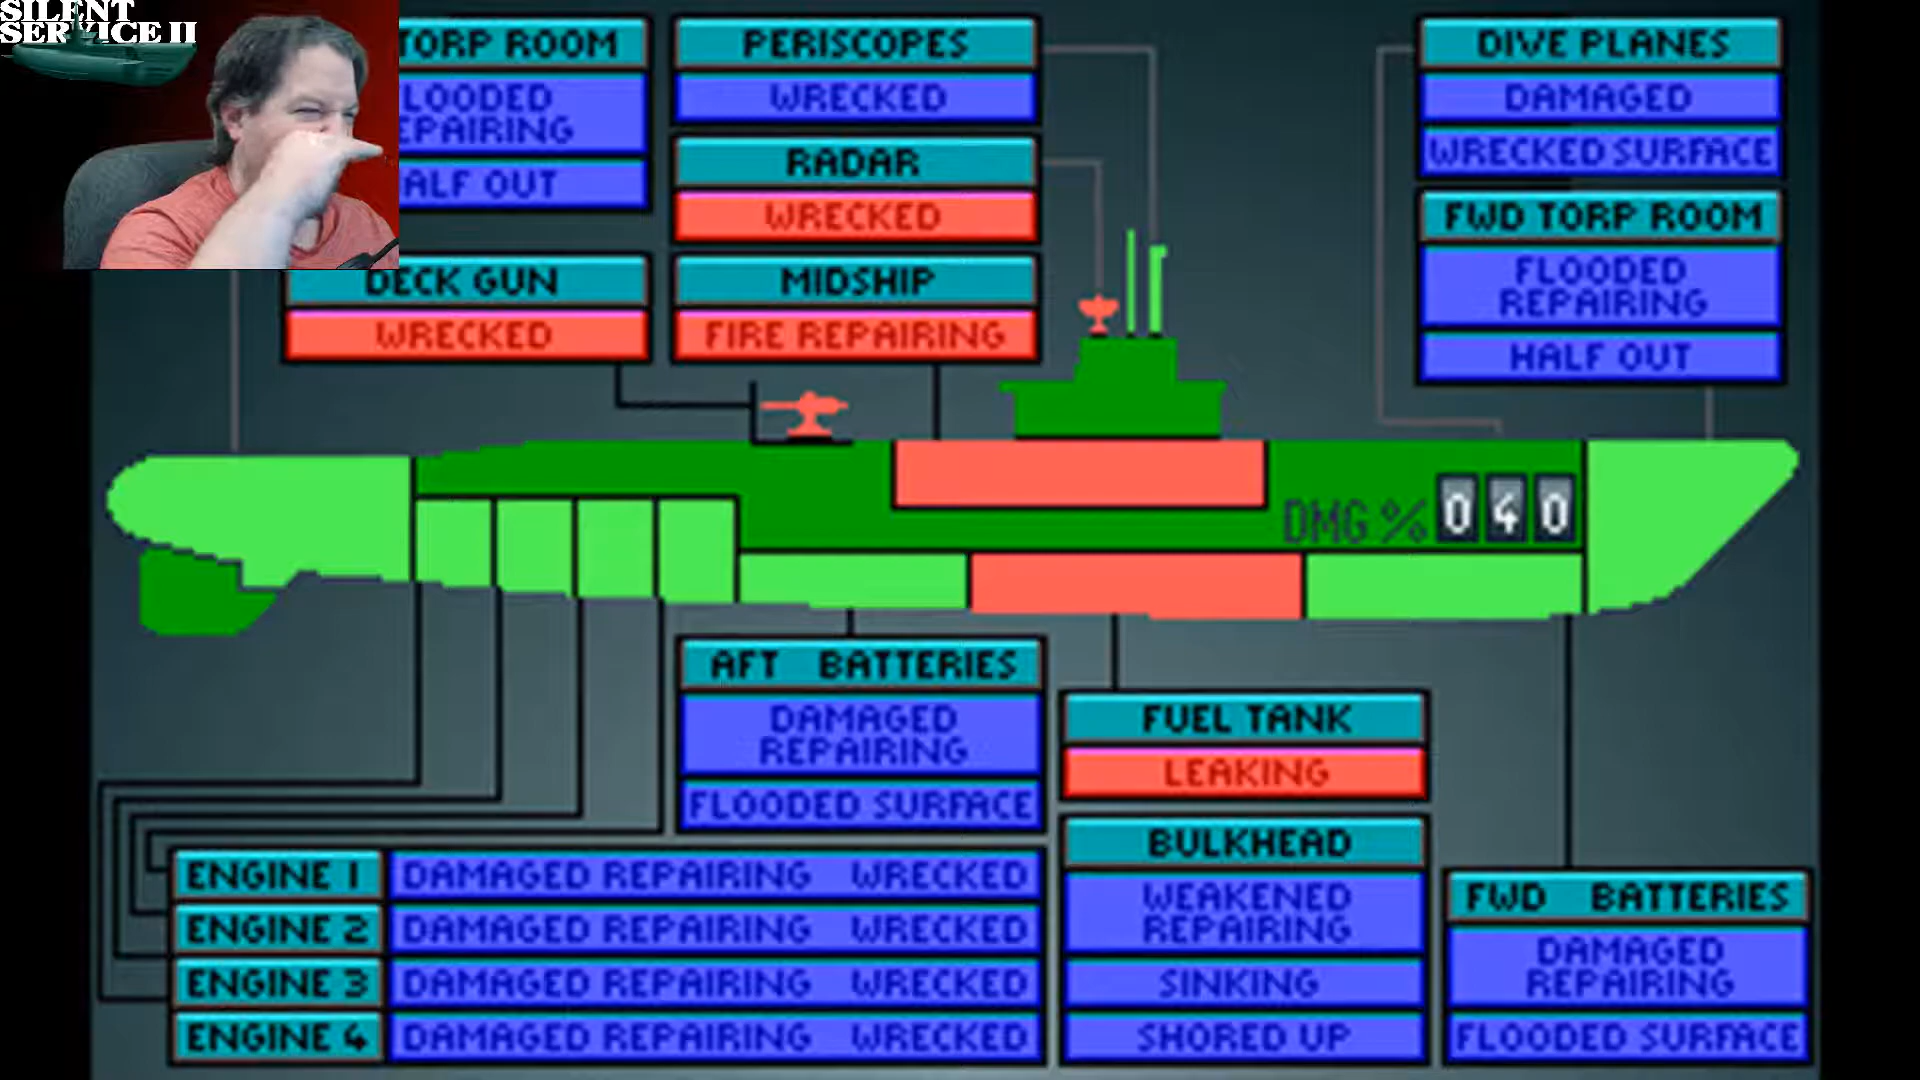 SILENT
SERVICE II
TORP ROOM
LOODED
EPAIRING
ALF OUT
PERISCOPES
WRECKED
RADAR
WRECKED
DECK GUN
WRECKED
MIDSHIP
FIRE REPAIRING
DIVE PLANES
DAMAGED
WRECKED SURFACE
FWD TORP ROOM
FLOODED
REPAIRING
HALF OUT
DMG % 040
AFT BATTERIES
DAMAGED
REPAIRING
FLOODED SURFACE
FUEL TANK
LEAKING
BULKHEAD
WEAKENED
REPAIRING
SINKING
SHORED UP
FWD BATTERIES
DAMAGED
REPAIRING
FLOODED SURFACE
ENGINE 1 DAMAGED REPAIRING WRECKED
ENGINE 2 DAMAGED REPAIRING WRECKED
ENGINE 3 DAMAGED REPAIRING WRECKED
ENGINE 4 DAMAGED REPAIRING WRECKED